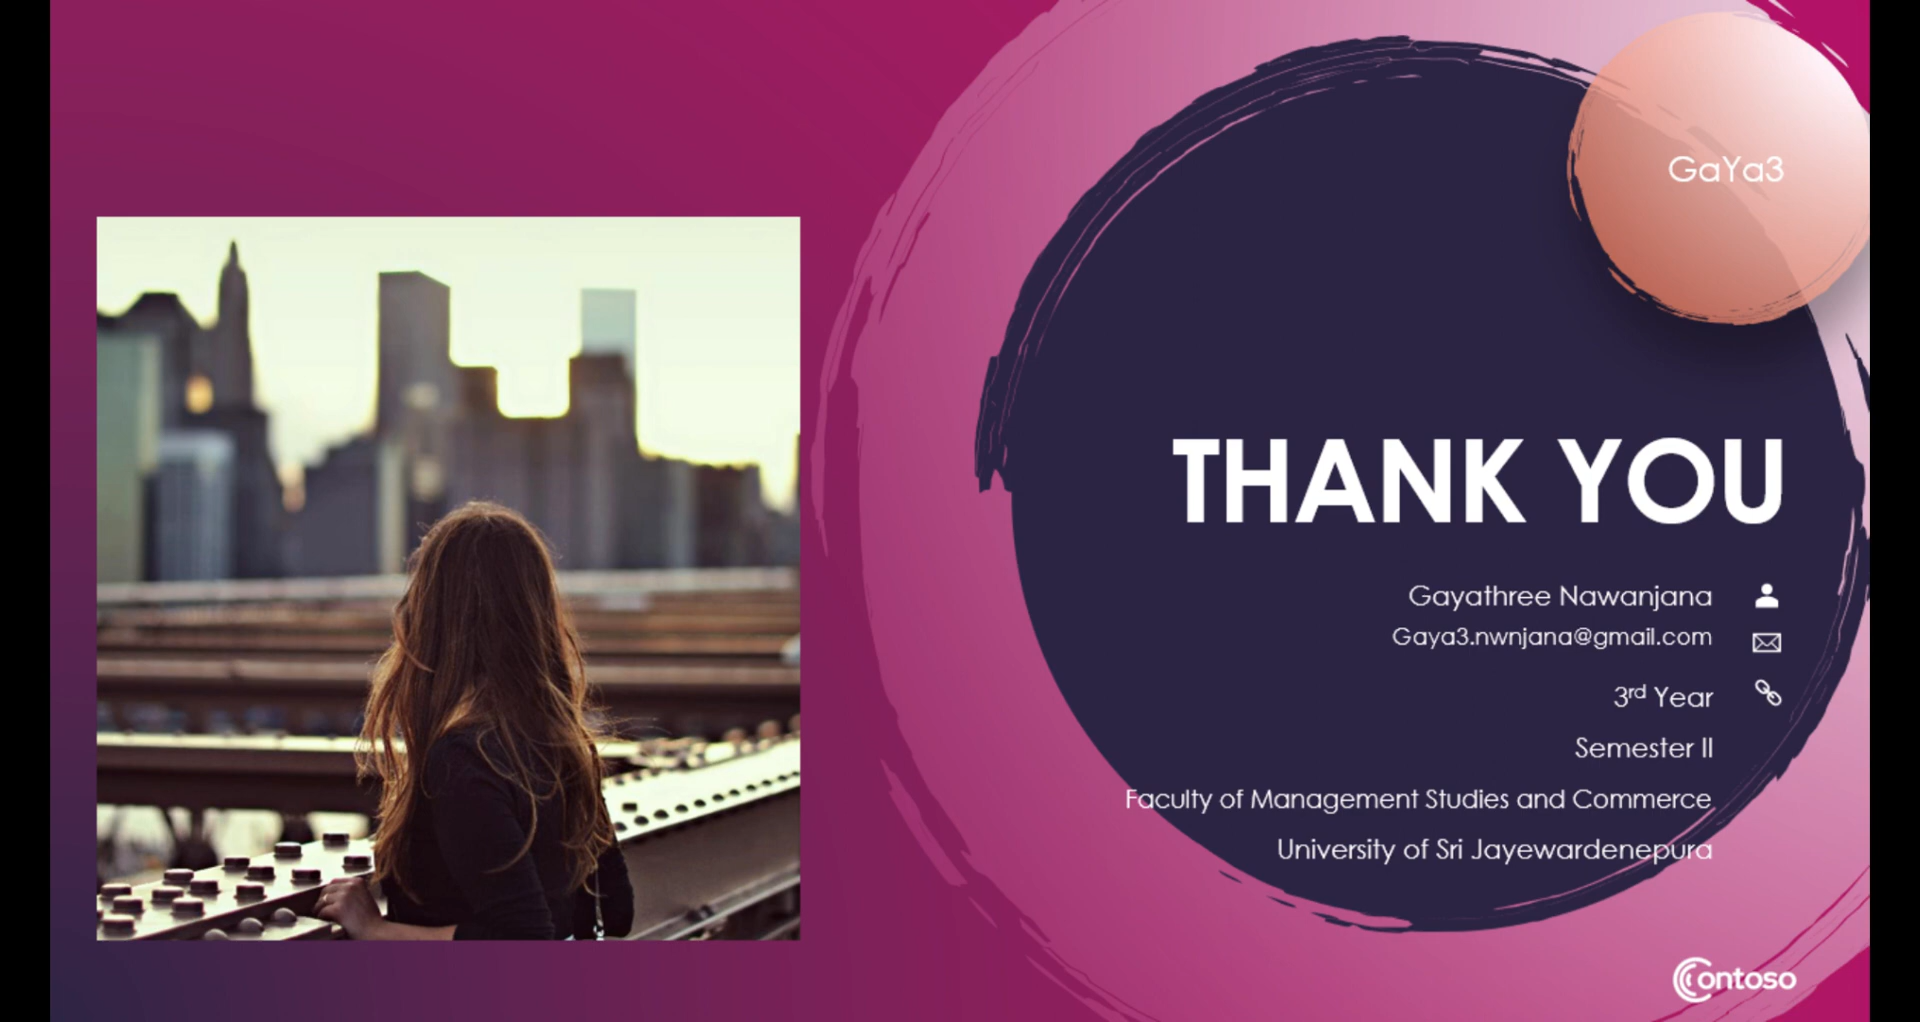 GaYa3
THANK YOU
Gayathree Nawanjana
Gaya3.nwnjana@gmail.com
3rd Year
Semester II
Faculty of Management Studies and Commerce
University of Sri Jayewardenepura
Contoso